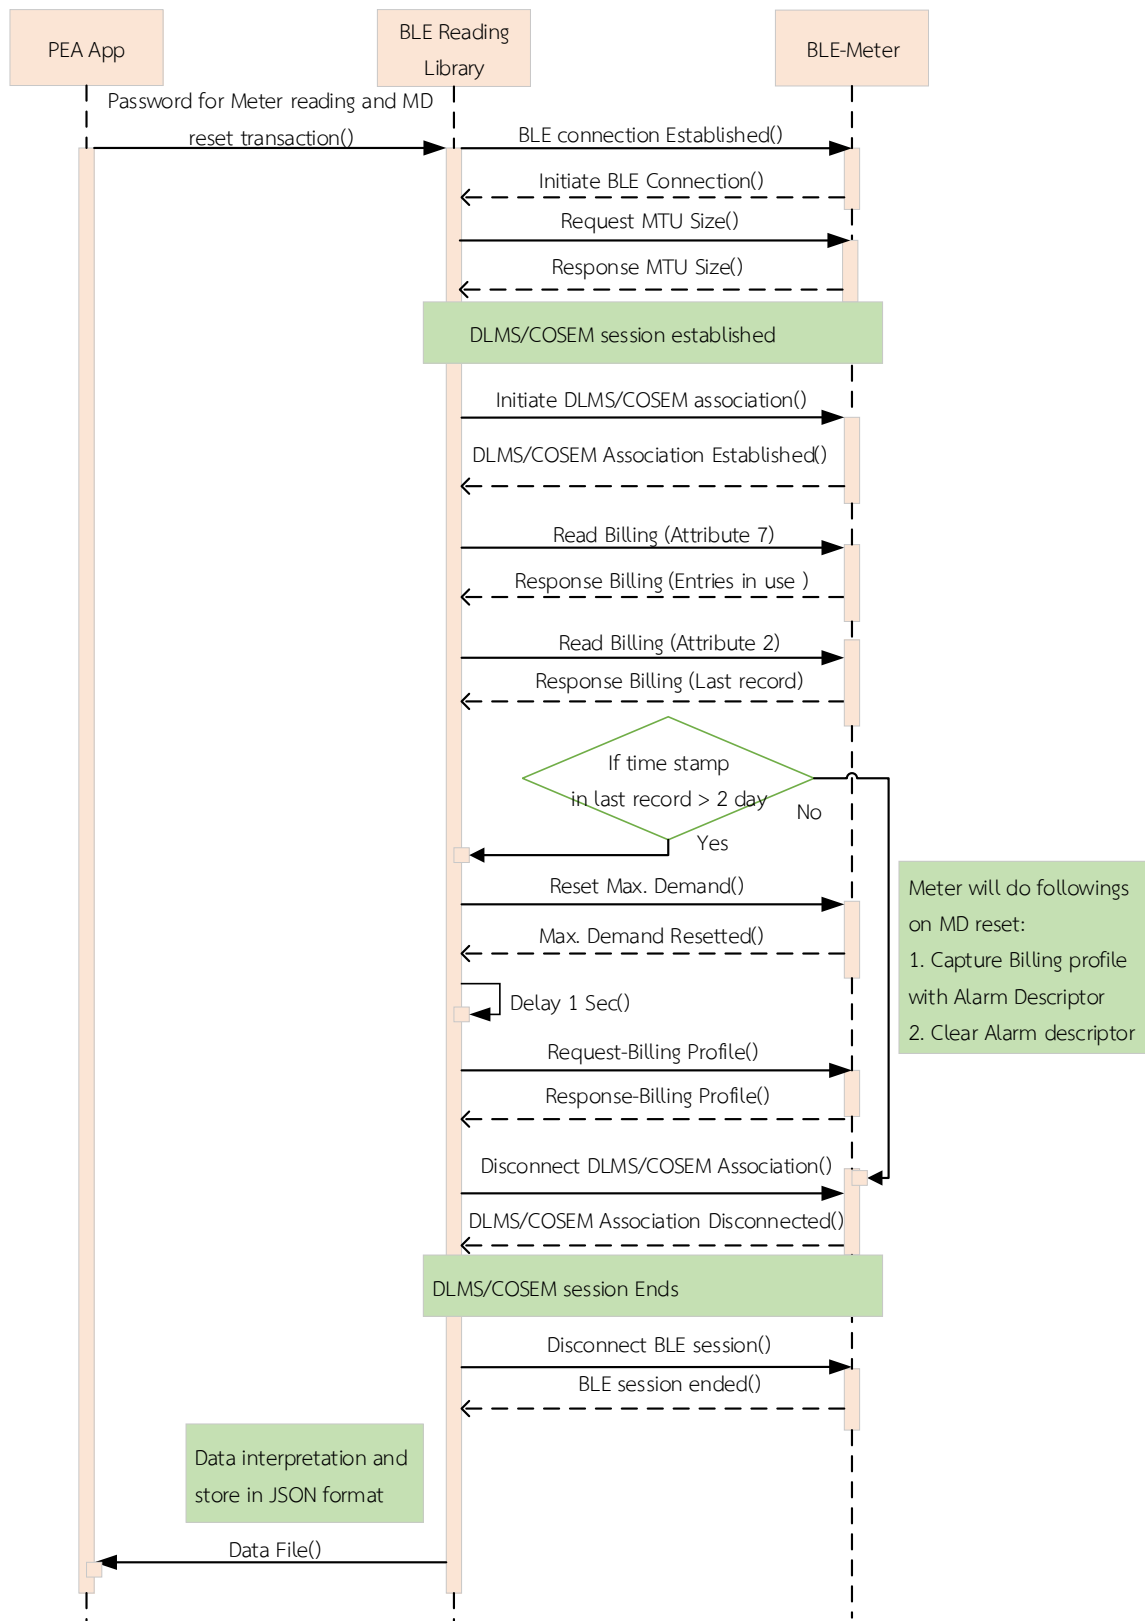 PEA App
BLE Reading
Library
BLE-Meter
Password for Meter reading and MD
reset transaction()
BLE connection Established()
Initiate BLE Connection()
Request MTU Size()
Response MTU Size()
DLMS/COSEM session established
Initiate DLMS/COSEM association()
DLMS/COSEM Association Established()
Read Billing (Attribute 7)
Response Billing (Entries in use )
Read Billing (Attribute 2)
Response Billing (Last record)
If time stamp
in last record > 2 day
No
Yes
Reset Max. Demand()
Max. Demand Resetted()
Delay 1 Sec()
Meter will do followings
on MD reset:
1. Capture Billing profile
with Alarm Descriptor
2. Clear Alarm descriptor
Request-Billing Profile()
Response-Billing Profile()
Disconnect DLMS/COSEM Association()
DLMS/COSEM Association Disconnected()
DLMS/COSEM session Ends
Disconnect BLE session()
BLE session ended()
Data interpretation and
store in JSON format
Data File()